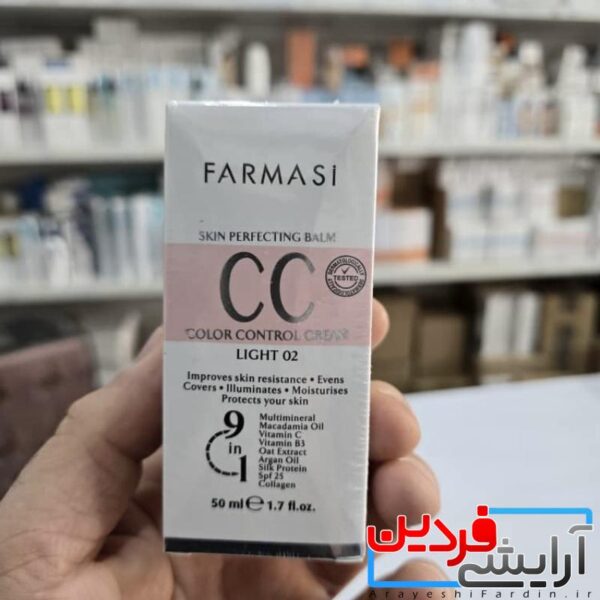 FARMASİ
SKIN PERFECTING BALM
CC
DERMATOLOGICALLY
TESTED
COLOR CONTROL CREAM
LIGHT 02
Improves skin resistance • Evens
Covers • Illuminates • Moisturises
Protects your skin
9 in 1
Multimineral
Macadamia Oil
Vitamin C
Vitamin B3
Oat Extract
Argan Oil
Silk Protein
Spf 25
Collagen
50 ml ℮ 1.7 fl.oz.
آرایشی فردین
ArayeshiFardin.ir